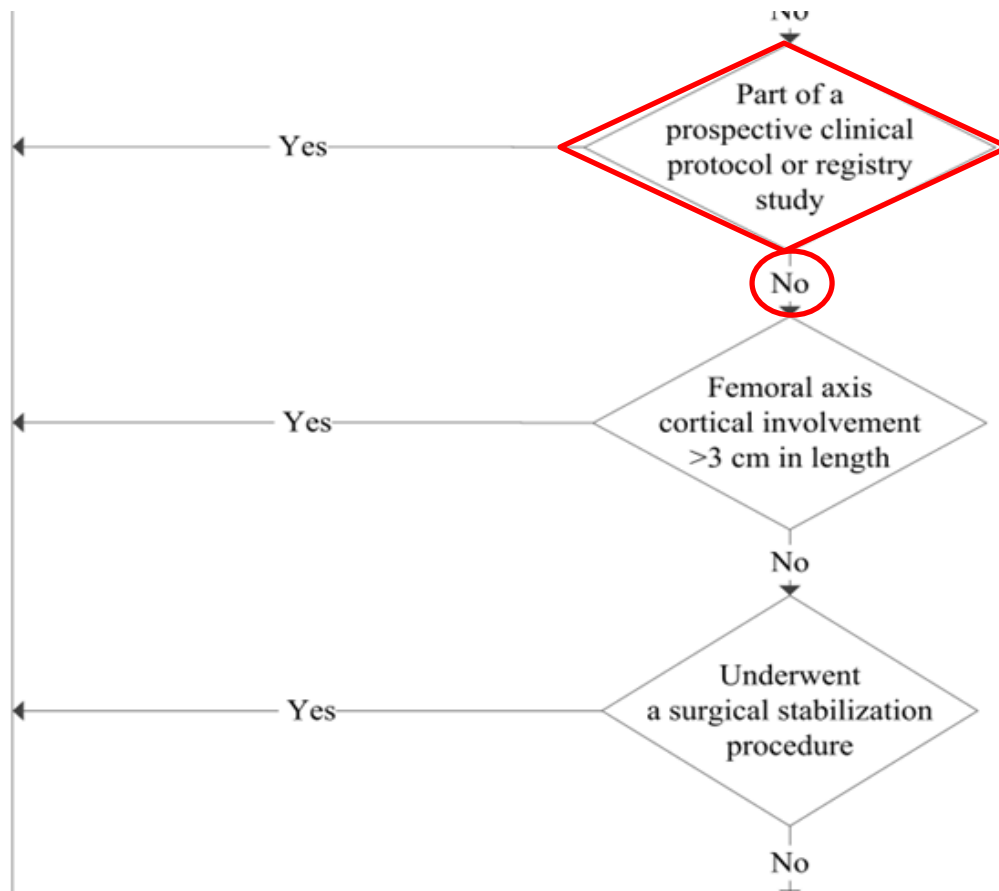 No
Part of a
prospective clinical
protocol or registry
study
Yes
No
Femoral axis
cortical involvement
>3 cm in length
Yes
No
Underwent
a surgical stabilization
procedure
Yes
No